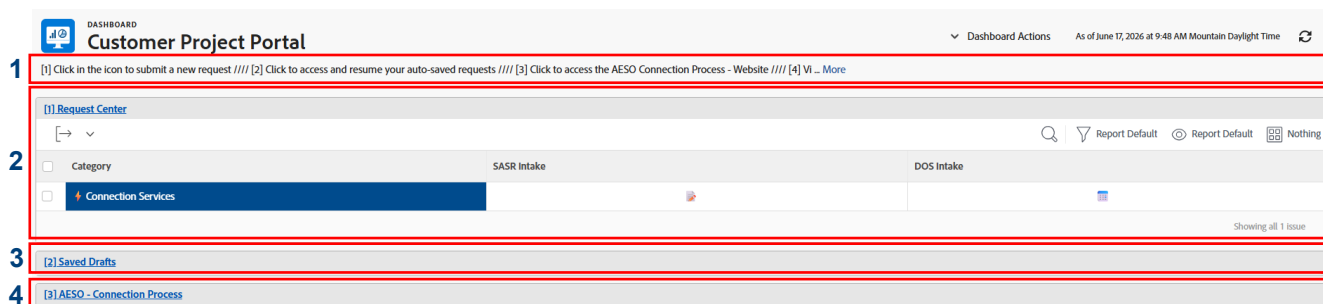 DASHBOARD
Customer Project Portal
Dashboard Actions
As of June 17, 2026 at 9:48 AM Mountain Daylight Time
1
[1] Click in the icon to submit a new request //// [2] Click to access and resume your auto-saved requests //// [3] Click to access the AESO Connection Process - Website //// [4] Vi ... More
2
[1] Request Center
Report Default
Report Default
Nothing
Category
SASR Intake
DOS Intake
Connection Services
Showing all 1 issue
3
[2] Saved Drafts
4
[3] AESO - Connection Process